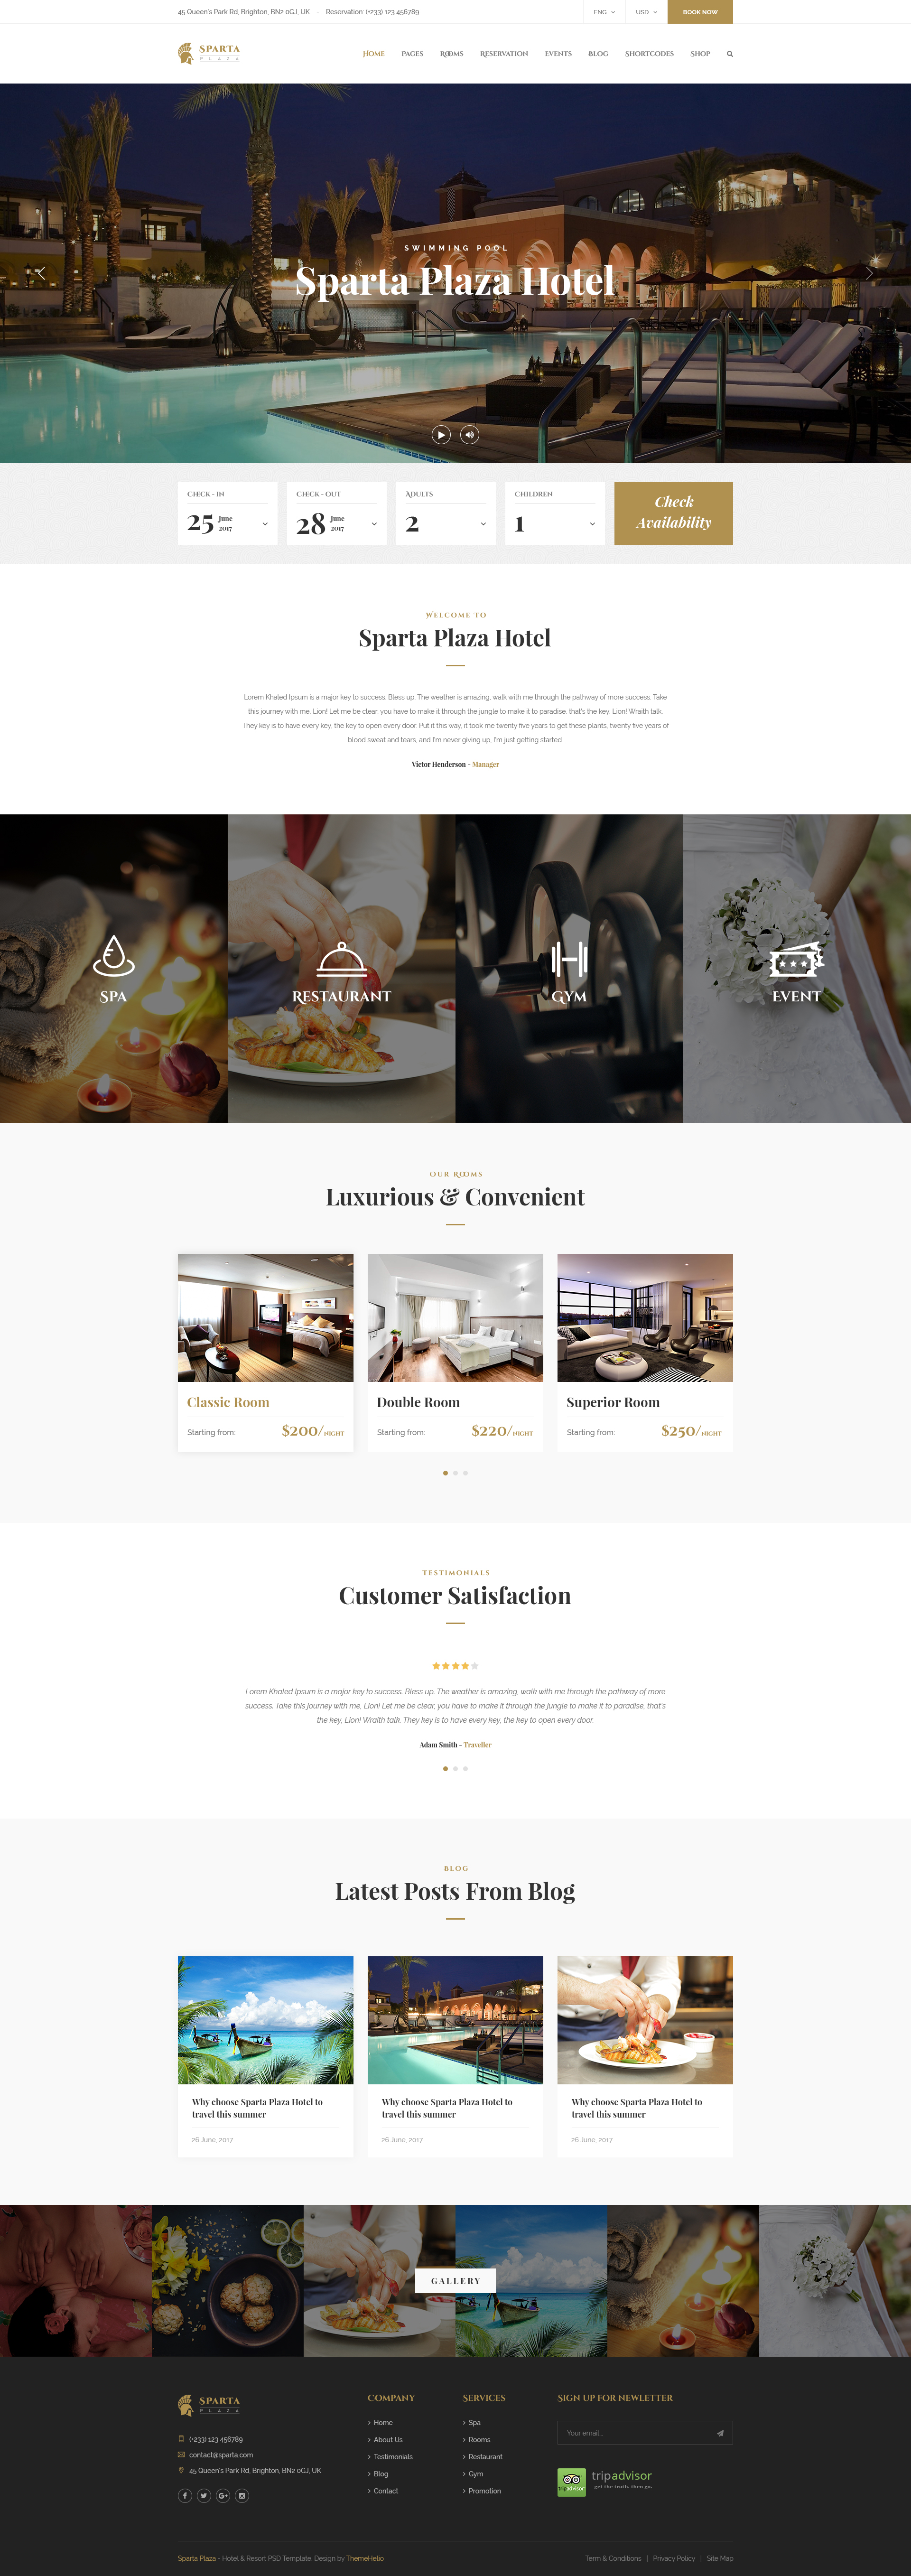 45 Queen's Park Rd, Brighton, BN2 0GJ, UK - Reservation: (+233) 123 456789
ENG
USD
BOOK NOW
SPARTA
PLAZA
HOME
PAGES
ROOMS
RESERVATION
EVENTS
BLOG
SHORTCODES
SHOP
SWIMMING POOL
Sparta Plaza Hotel
CHECK - IN
25 June 2017
CHECK - OUT
28 June 2017
ADULTS
2
CHILDREN
1
Check
Availability
WELCOME TO
Sparta Plaza Hotel
Lorem Khaled Ipsum is a major key to success. Bless up. The weather is amazing, walk with me through the pathway of more success. Take
this journey with me, Lion! Let me be clear, you have to make it through the jungle to make it to paradise, that's the key, Lion! Wraith talk.
They key is to have every key, the key to open every door. Put it this way, it took me twenty five years to get these plants, twenty five years of
blood sweat and tears, and I'm never giving up, I'm just getting started.
Victor Henderson - Manager
SPA
RESTAURANT
GYM
EVENT
OUR ROOMS
Luxurious & Convenient
Classic Room
Starting from: $200/NIGHT
Double Room
Starting from: $220/NIGHT
Superior Room
Starting from: $250/NIGHT
TESTIMONIALS
Customer Satisfaction
Lorem Khaled Ipsum is a major key to success. Bless up. The weather is amazing, walk with me through the pathway of more
success. Take this journey with me, Lion! Let me be clear, you have to make it through the jungle to make it to paradise, that's
the key, Lion! Wraith talk. They key is to have every key, the key to open every door.
Adam Smith - Traveller
BLOG
Latest Posts From Blog
Why choose Sparta Plaza Hotel to
travel this summer
26 June, 2017
Why choose Sparta Plaza Hotel to
travel this summer
26 June, 2017
Why choose Sparta Plaza Hotel to
travel this summer
26 June, 2017
GALLERY
SPARTA
PLAZA
(+233) 123 456789
contact@sparta.com
45 Queen's Park Rd, Brighton, BN2 0GJ, UK
COMPANY
Home
About Us
Testimonials
Blog
Contact
SERVICES
Spa
Rooms
Restaurant
Gym
Promotion
SIGN UP FOR NEWLETTER
Your email...
tripadvisor
tripadvisor
get the truth. then go.
Sparta Plaza - Hotel & Resort PSD Template. Design by ThemeHelio
Term & Conditions | Privacy Policy | Site Map